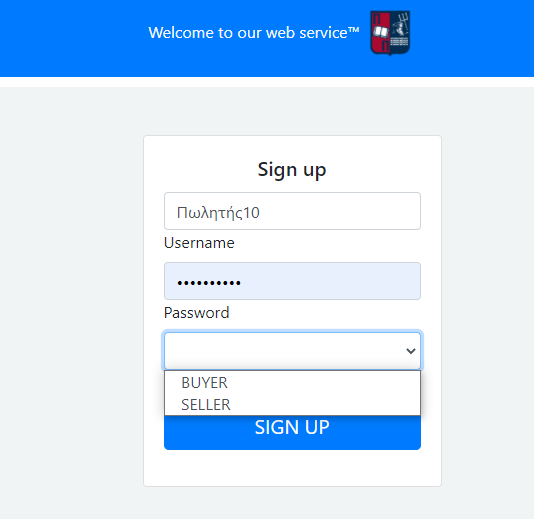 Welcome to our web service™
Sign up
Πωλητής10
Username
••••••••••
Password
BUYER
SELLER
SIGN UP